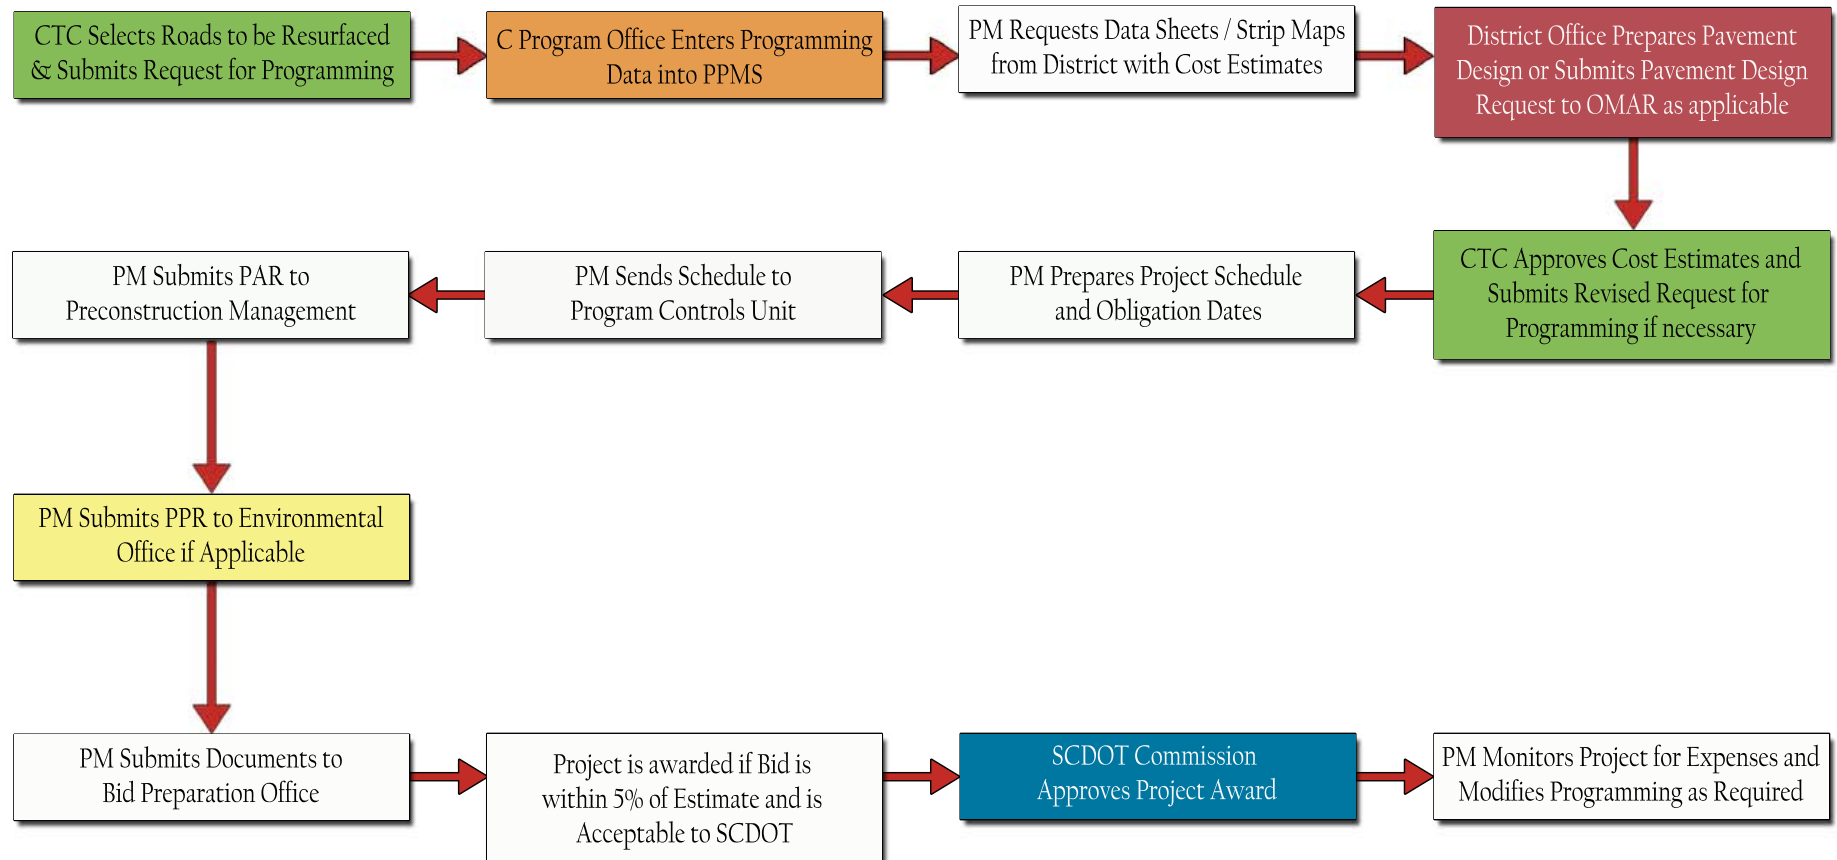 CTC Selects Roads to be Resurfaced
& Submits Request for Programming
C Program Office Enters Programming
Data into PPMS
PM Requests Data Sheets / Strip Maps
from District with Cost Estimates
District Office Prepares Pavement
Design or Submits Pavement Design
Request to OMAR as applicable
CTC Approves Cost Estimates and
Submits Revised Request for
Programming if necessary
PM Prepares Project Schedule
and Obligation Dates
PM Sends Schedule to
Program Controls Unit
PM Submits PAR to
Preconstruction Management
PM Submits PPR to Environmental
Office if Applicable
PM Submits Documents to
Bid Preparation Office
Project is awarded if Bid is
within 5% of Estimate and is
Acceptable to SCDOT
SCDOT Commission
Approves Project Award
PM Monitors Project for Expenses and
Modifies Programming as Required